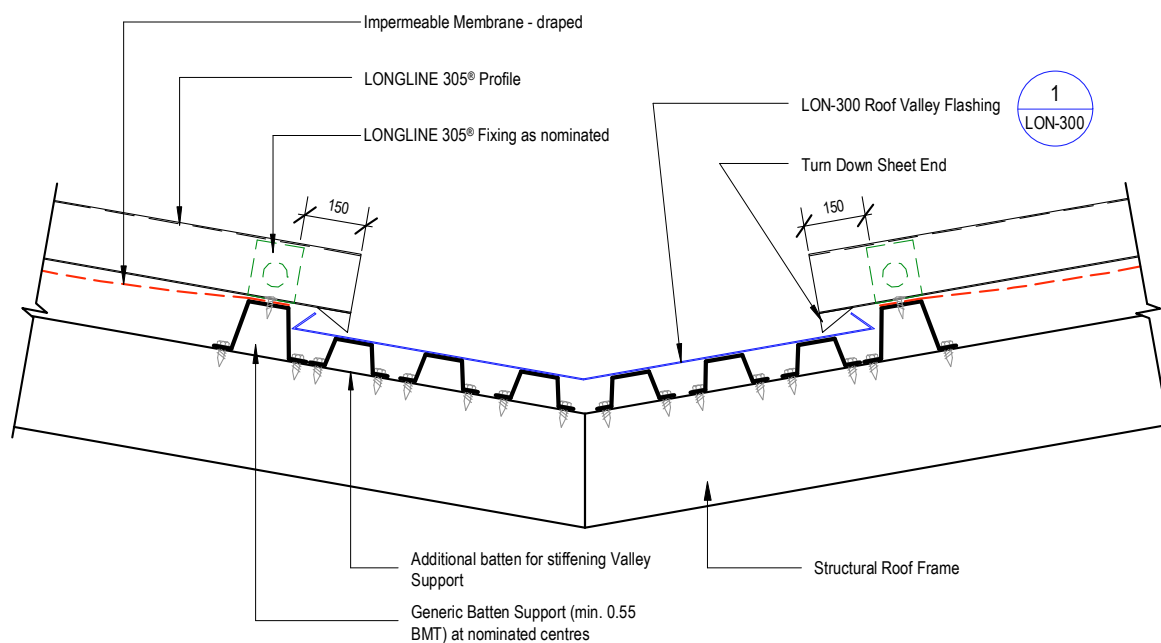 Impermeable Membrane - draped
LONGLINE 305® Profile
LONGLINE 305® Fixing as nominated
LON-300 Roof Valley Flashing
1
LON-300
Turn Down Sheet End
150
150
Additional batten for stiffening Valley
Support
Generic Batten Support (min. 0.55
BMT) at nominated centres
Structural Roof Frame